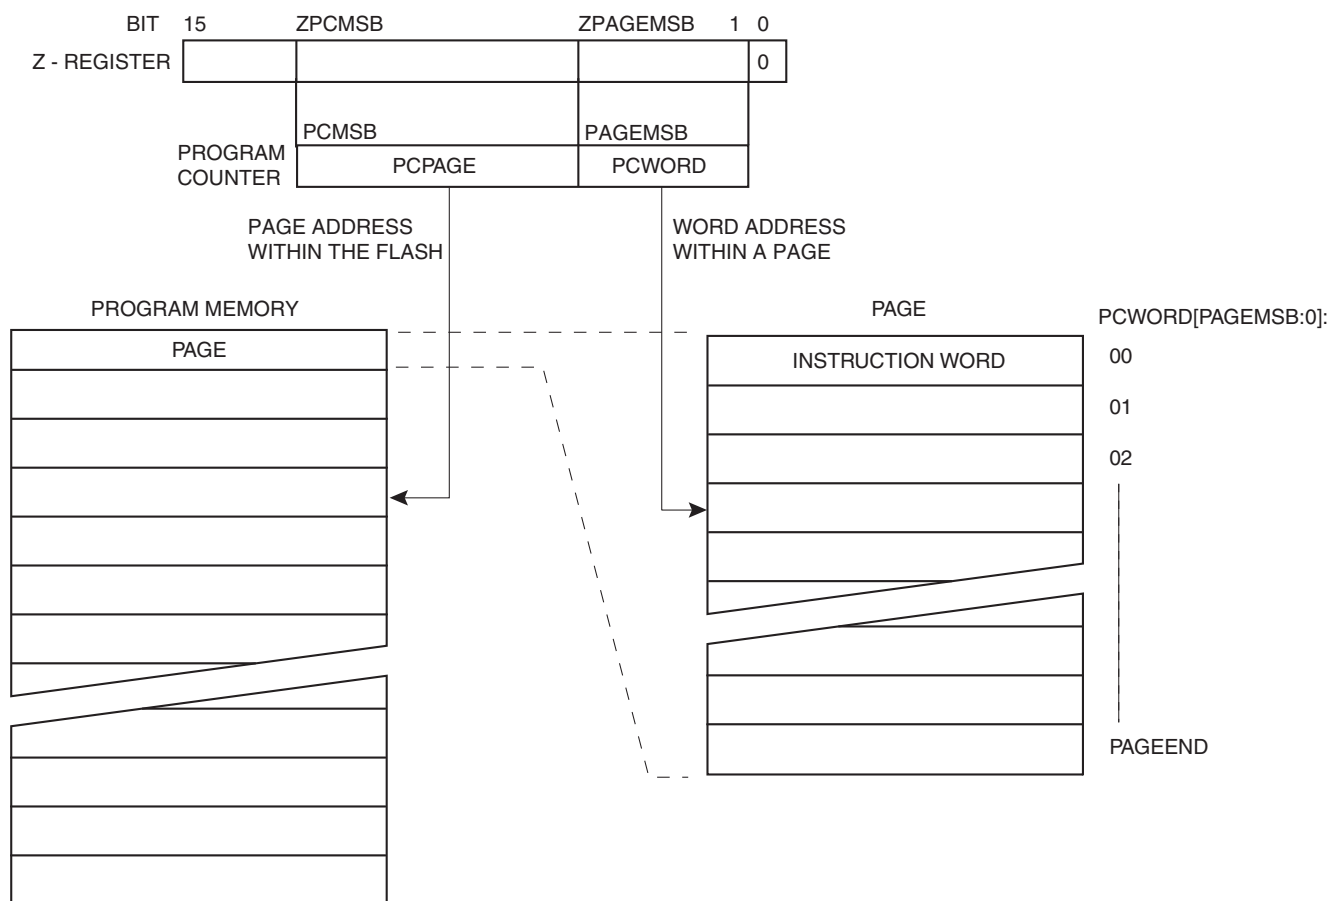 BIT 15 ZPCMSB ZPAGEMSB 1 0
Z - REGISTER 0
PCMSB PAGEMSB
PROGRAM
COUNTER
PCPAGE PCWORD
PAGE ADDRESS
WITHIN THE FLASH
WORD ADDRESS
WITHIN A PAGE
PROGRAM MEMORY
PAGE
PAGE
INSTRUCTION WORD
PCWORD[PAGEMSB:0]:
00
01
02
PAGEEND